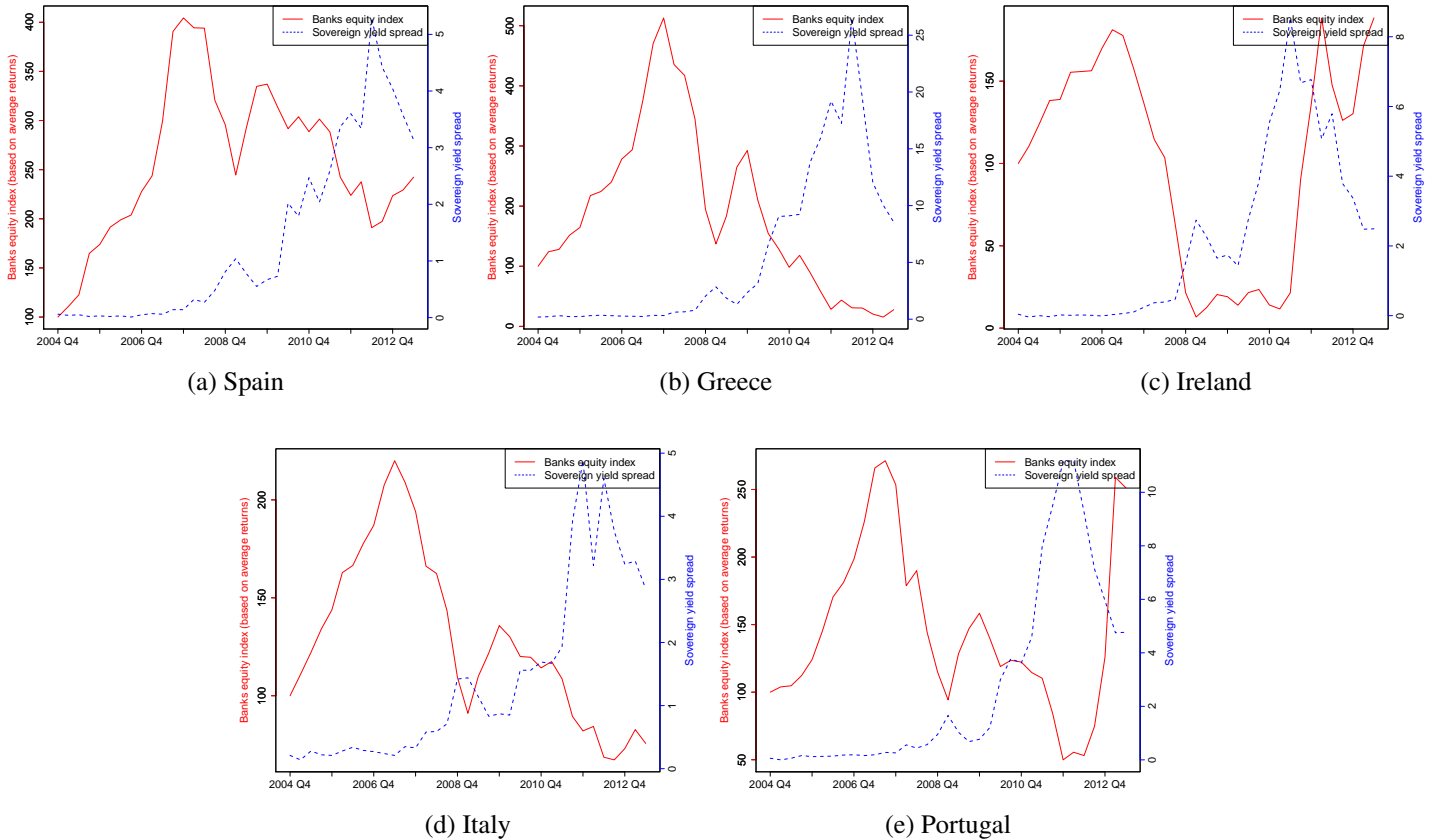 Banks equity index (based on average returns)
100 150 200 250 300 350 400
Banks equity index
Sovereign yield spread
0 1 2 3 4 5
Sovereign yield spread
2004 Q4 2006 Q4 2008 Q4 2010 Q4 2012 Q4
(a) Spain
Banks equity index (based on average returns)
0 100 200 300 400 500
Banks equity index
Sovereign yield spread
0 5 10 15 20 25
Sovereign yield spread
2004 Q4 2006 Q4 2008 Q4 2010 Q4 2012 Q4
(b) Greece
Banks equity index (based on average returns)
0 50 100 150
Banks equity index
Sovereign yield spread
0 2 4 6 8
Sovereign yield spread
2004 Q4 2006 Q4 2008 Q4 2010 Q4 2012 Q4
(c) Ireland
Banks equity index (based on average returns)
100 150 200
Banks equity index
Sovereign yield spread
0 1 2 3 4 5
Sovereign yield spread
2004 Q4 2006 Q4 2008 Q4 2010 Q4 2012 Q4
(d) Italy
Banks equity index (based on average returns)
50 100 150 200 250
Banks equity index
Sovereign yield spread
0 2 4 6 8 10
Sovereign yield spread
2004 Q4 2006 Q4 2008 Q4 2010 Q4 2012 Q4
(e) Portugal